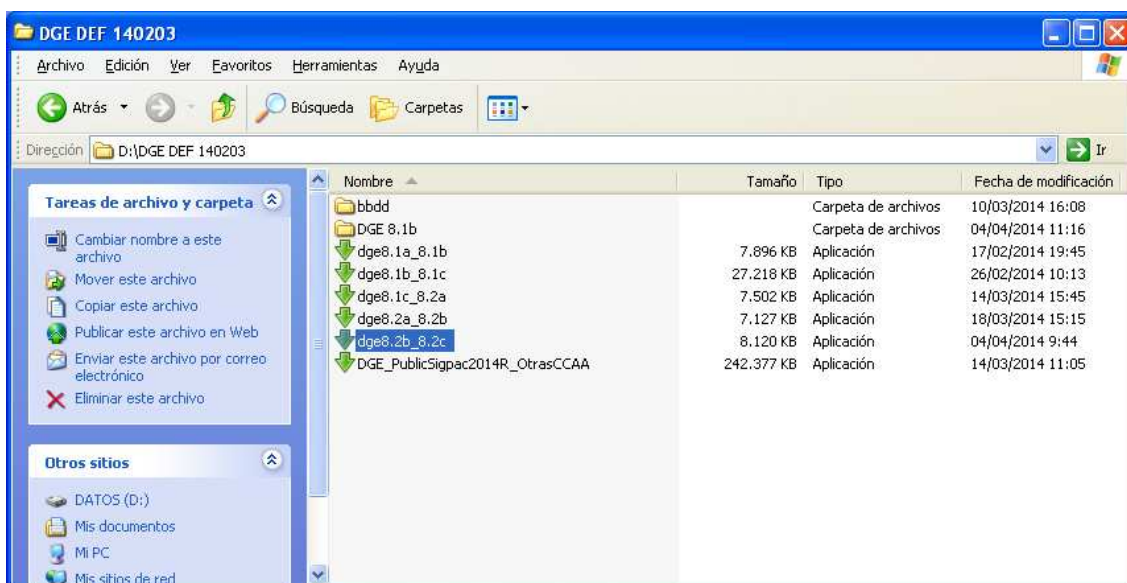 DGE DEF 140203
Archivo Edición Ver Favoritos Herramientas Ayuda
Atrás Búsqueda Carpetas
Dirección D:\DGE DEF 140203 Ir
Tareas de archivo y carpeta
Cambiar nombre a este
archivo
Mover este archivo
Copiar este archivo
Publicar este archivo en Web
Enviar este archivo por correo
electrónico
Eliminar este archivo
Otros sitios
DATOS (D:)
Mis documentos
Mi PC
Mis sitios de red
Nombre Tamaño Tipo Fecha de modificación
bbdd Carpeta de archivos 10/03/2014 16:08
DGE 8.1b Carpeta de archivos 04/04/2014 11:16
dge8.1a_8.1b 7.896 KB Aplicación 17/02/2014 19:45
dge8.1b_8.1c 27.218 KB Aplicación 26/02/2014 10:13
dge8.1c_8.2a 7.502 KB Aplicación 14/03/2014 15:45
dge8.2a_8.2b 7.127 KB Aplicación 18/03/2014 15:15
dge8.2b_8.2c 8.120 KB Aplicación 04/04/2014 9:44
DGE_PublicSigpac2014R_OtrasCCAA 242.377 KB Aplicación 14/03/2014 11:05